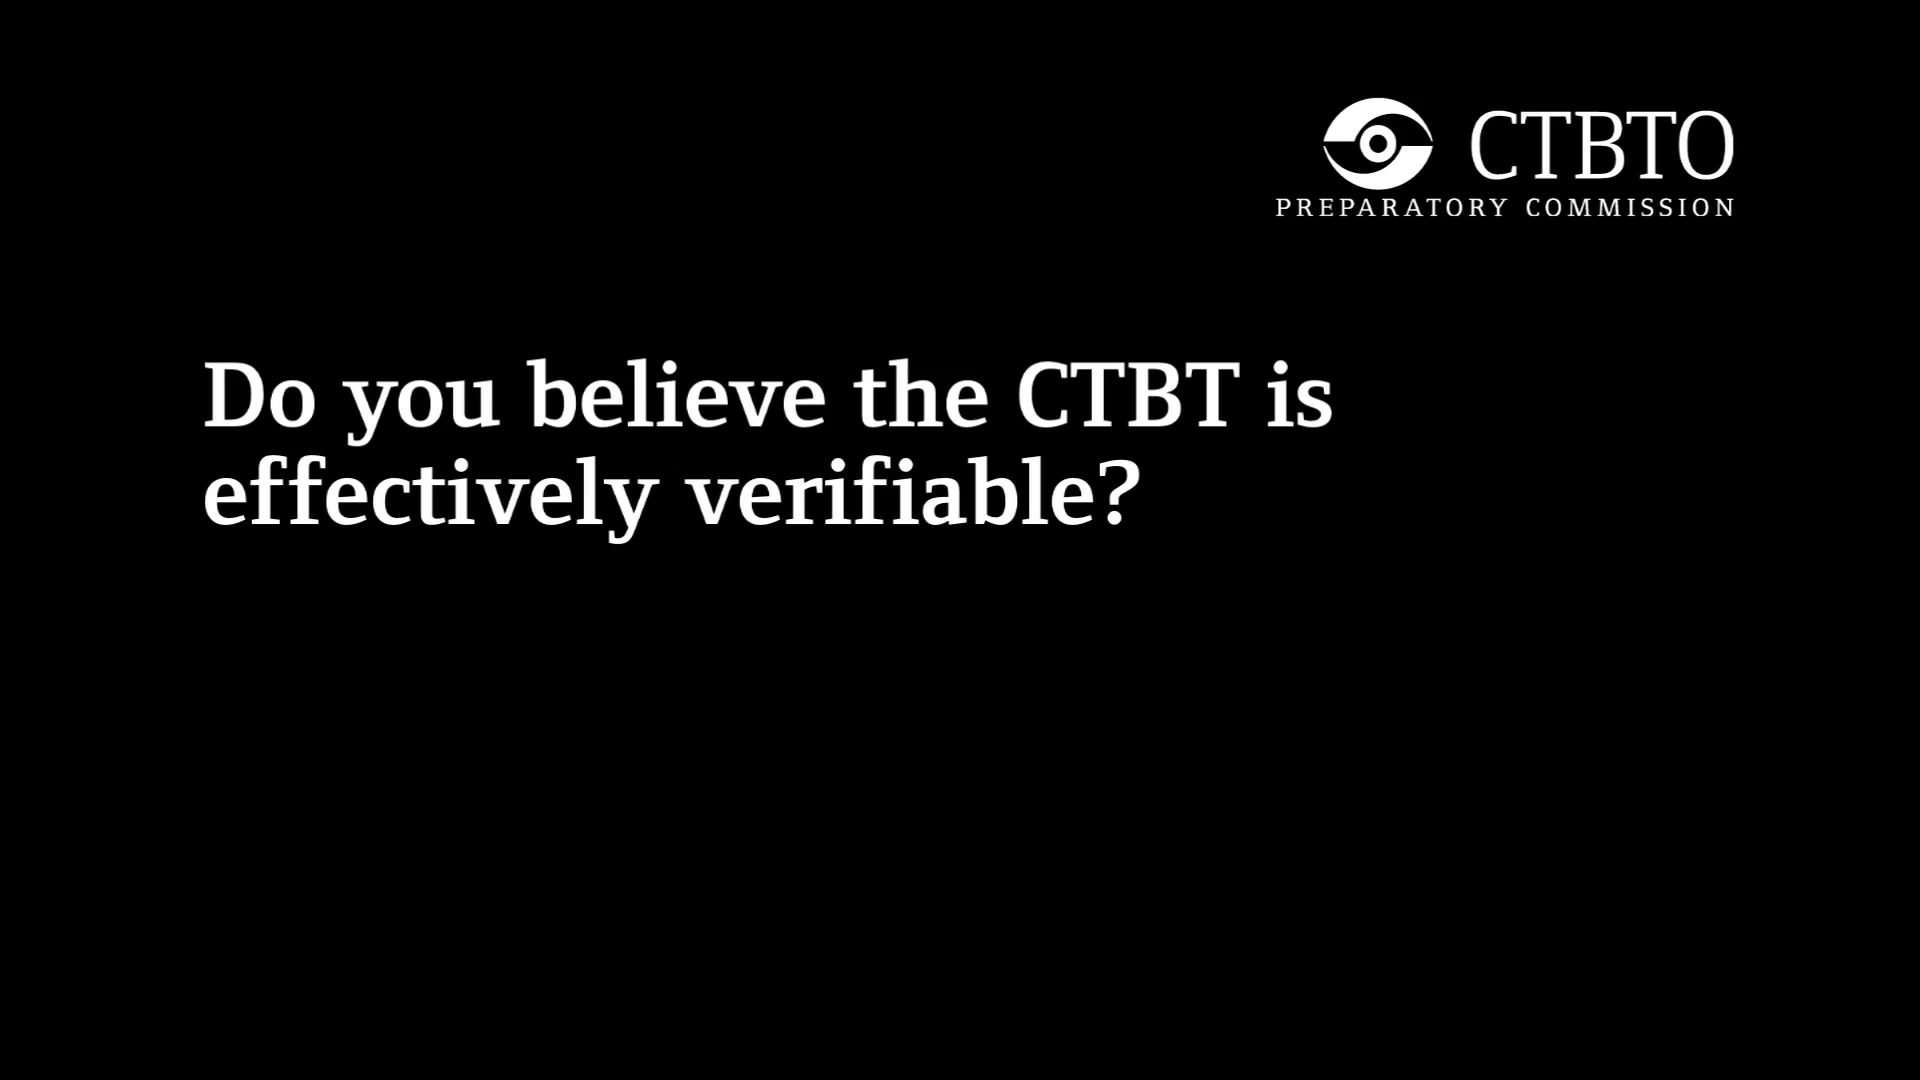 CTBTO
PREPARATORY COMMISSION
Do you believe the CTBT is
effectively verifiable?